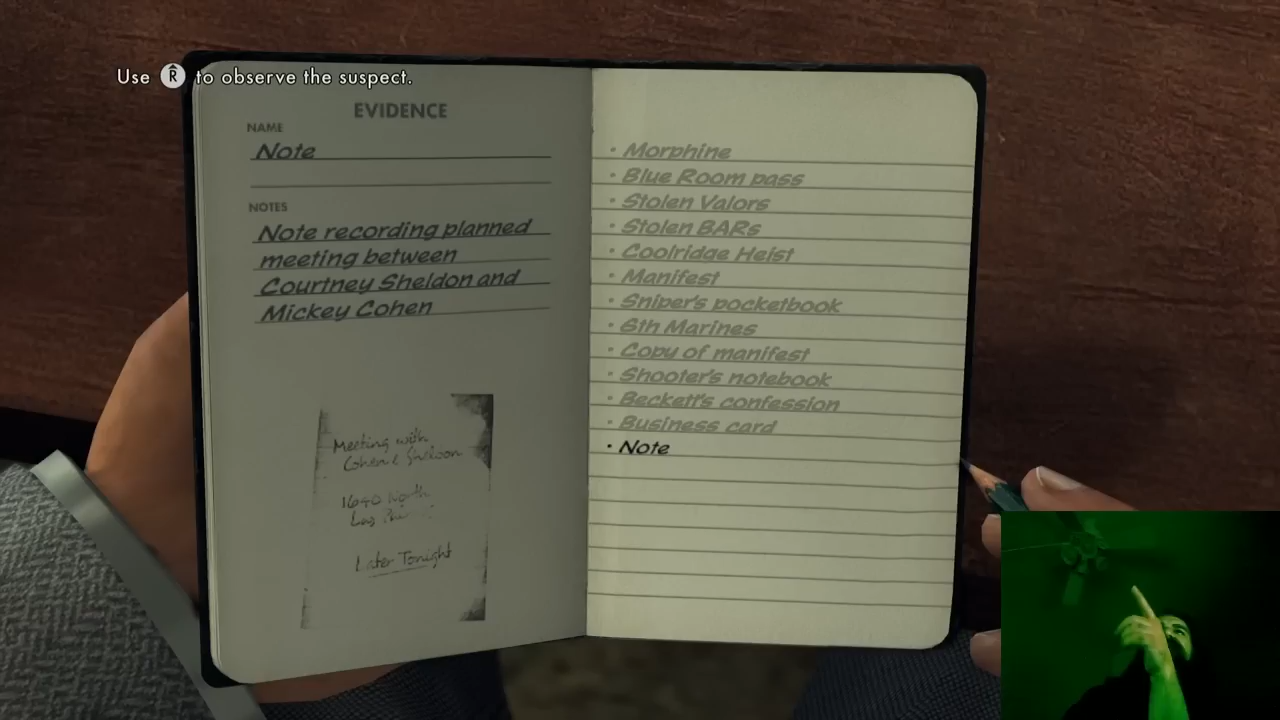 Use R to observe the suspect.
EVIDENCE
NAME
Note
NOTES
Note recording planned
meeting between
Courtney Sheldon and
Mickey Cohen
Meeting with
Cohen & Sheldon
1640 North
Las
Later Tonight
• Morphine
• Blue Room pass
• Stolen Valors
• Stolen BARs
• Coolridge Heist
• Manifest
• Sniper's pocketbook
• 6th Marines
• Copy of manifest
• Shooter's notebook
• Beckett's confession
• Business card
• Note